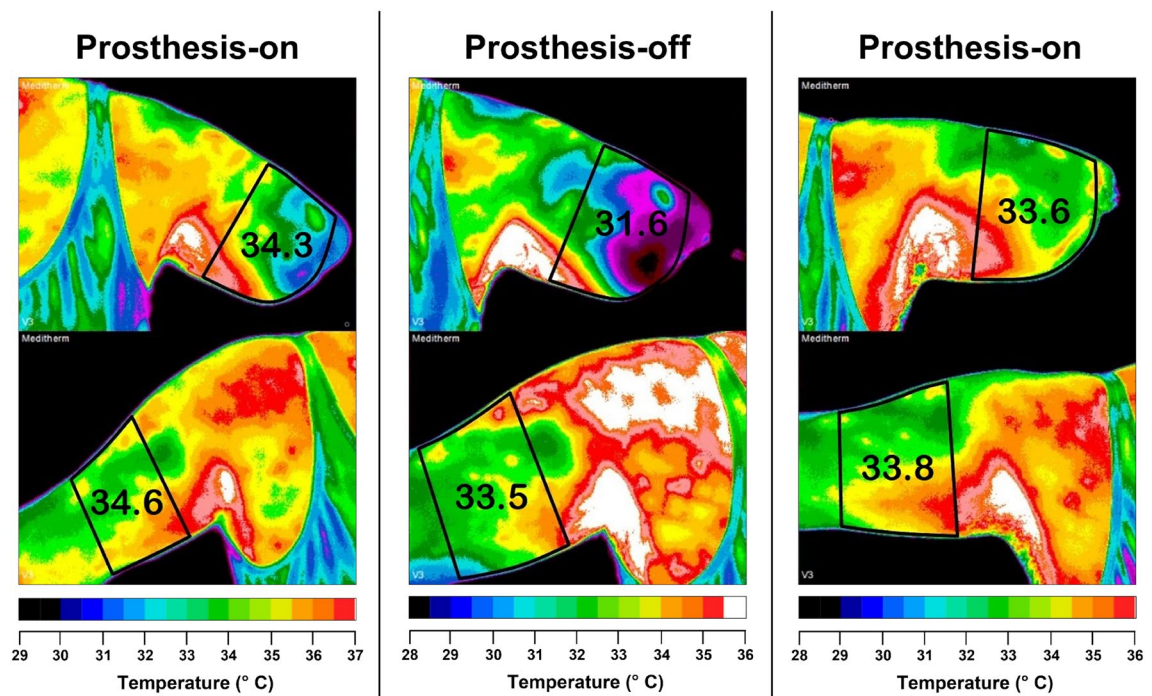 Prosthesis-on
Prosthesis-off
Prosthesis-on
Meditherm
34.3
V3
Meditherm
31.6
V3
Meditherm
33.6
V3
Meditherm
34.6
V3
Meditherm
33.5
V3
Meditherm
33.8
V3
29 30 31 32 33 34 35 36 37
Temperature (° C)
28 29 30 31 32 33 34 35 36
Temperature (° C)
28 29 30 31 32 33 34 35 36
Temperature (° C)